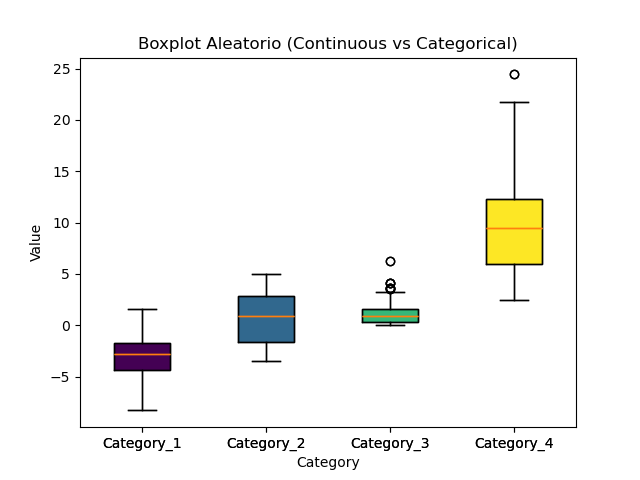 Boxplot Aleatorio (Continuous vs Categorical)
25
20
15
10
5
0
−5
Value
Category_1 Category_2 Category_3 Category_4
Category